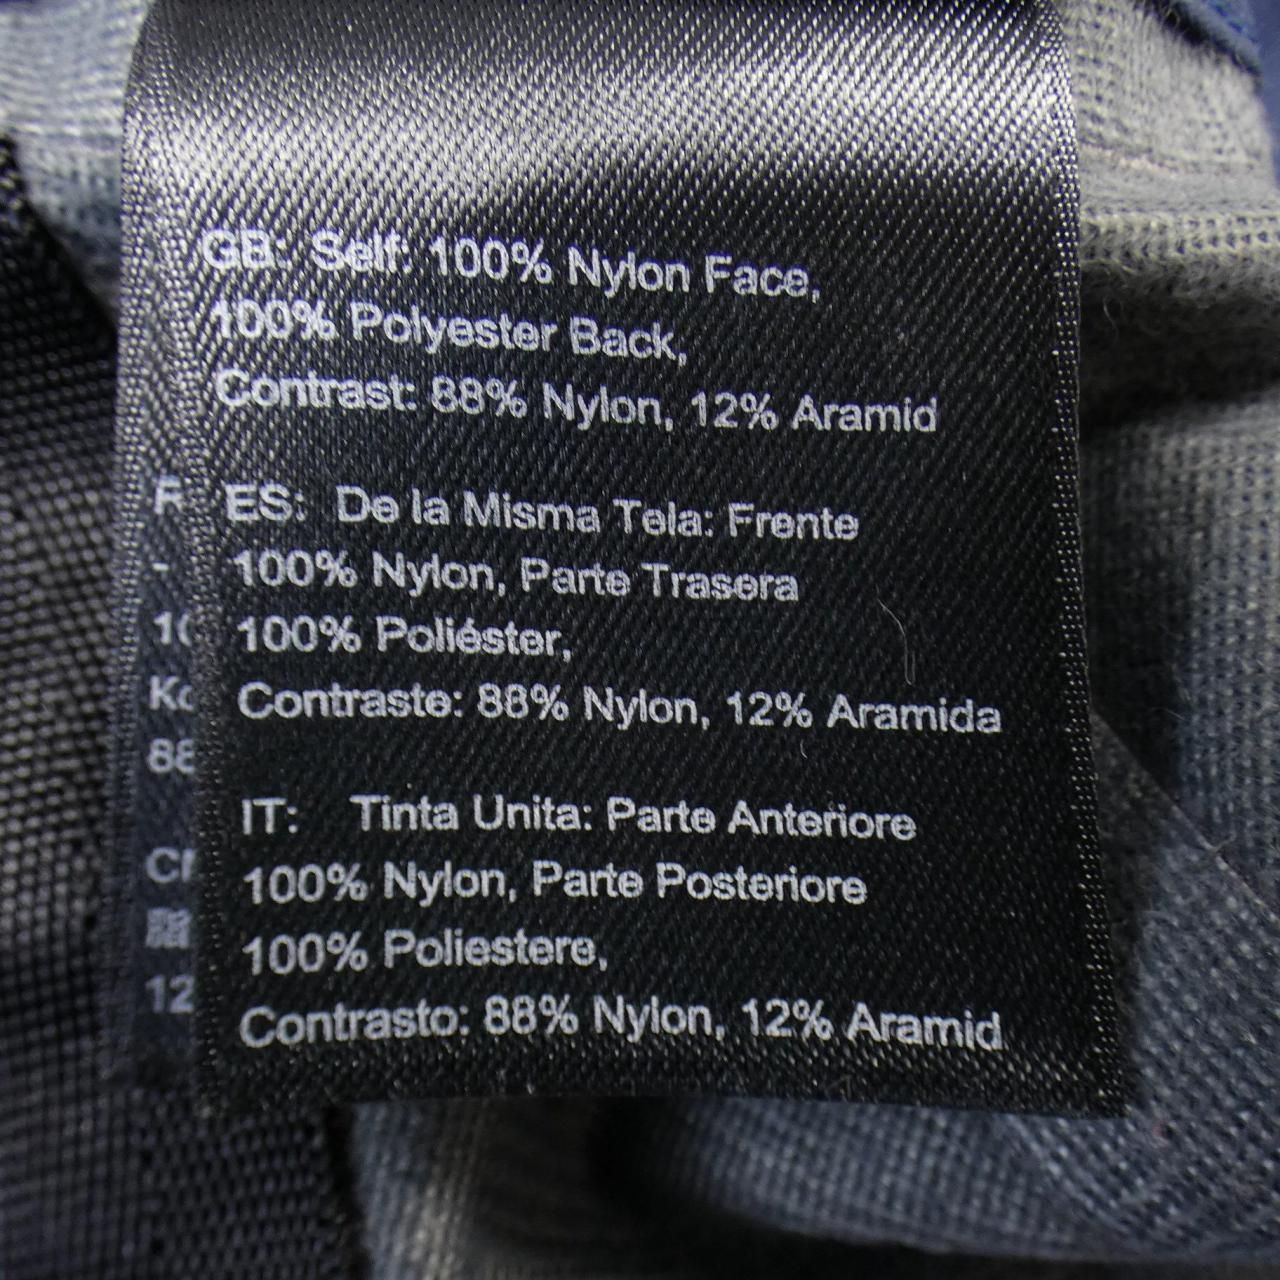 GB: Self: 100% Nylon Face,
100% Polyester Back,
Contrast: 88% Nylon, 12% Aramid
ES: De la Misma Tela: Frente
100% Nylon, Parte Trasera
100% Poliéster,
Contraste: 88% Nylon, 12% Aramida
IT: Tinta Unita: Parte Anteriore
100% Nylon, Parte Posteriore
100% Poliestere,
Contrasto: 88% Nylon, 12% Aramid